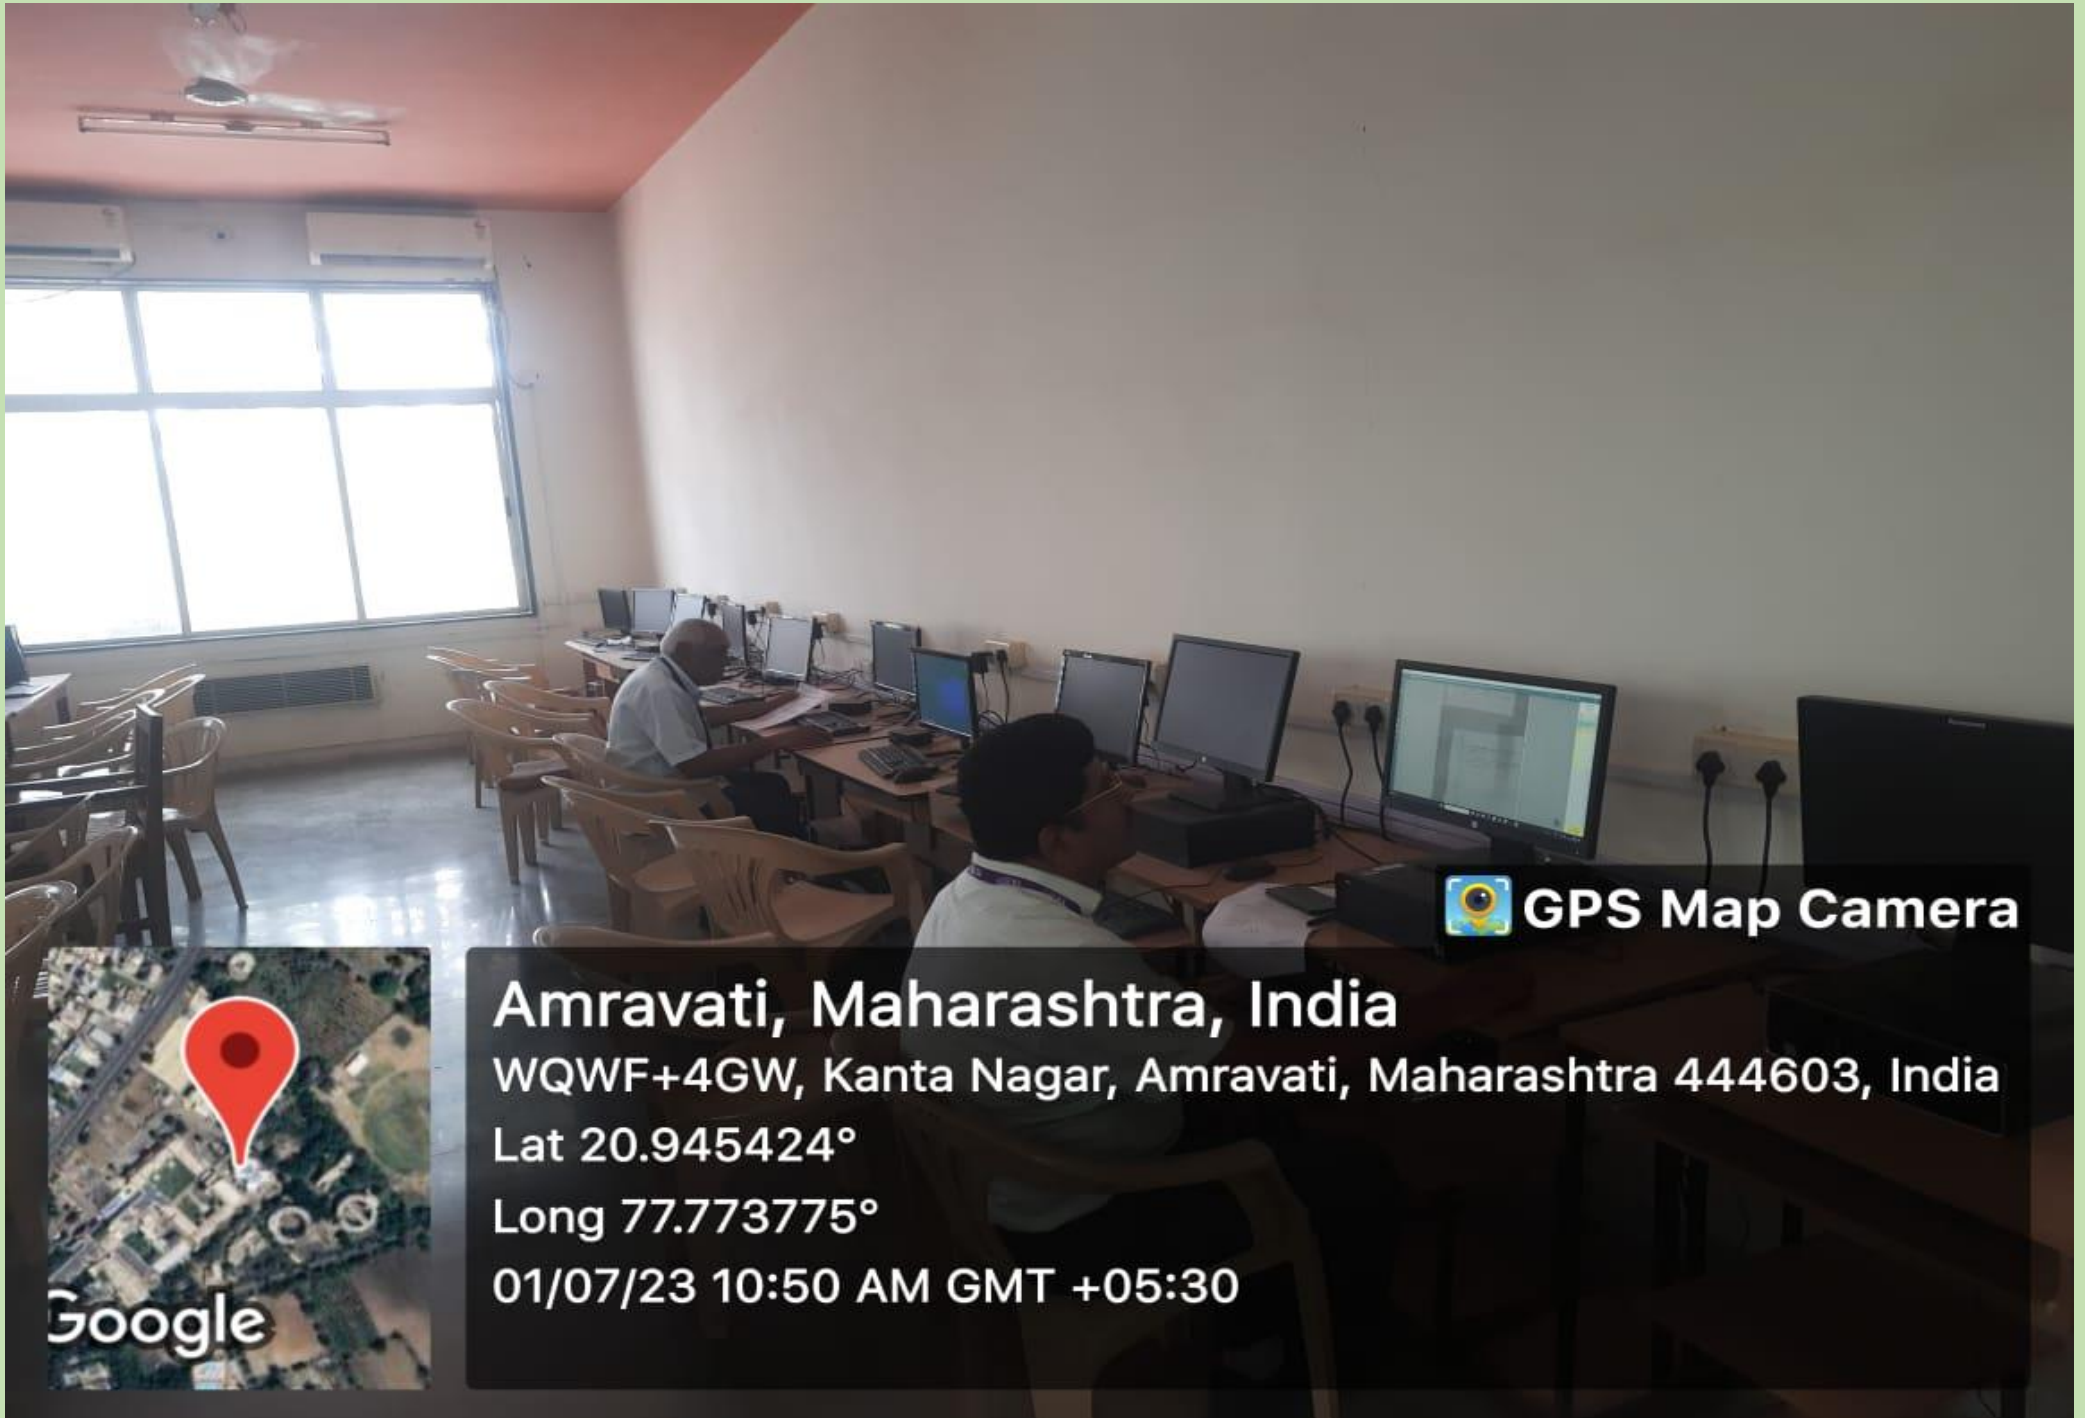 GPS Map Camera
Amravati, Maharashtra, India
WQWF+4GW, Kanta Nagar, Amravati, Maharashtra 444603, India
Lat 20.945424°
Long 77.773775°
01/07/23 10:50 AM GMT +05:30
Google